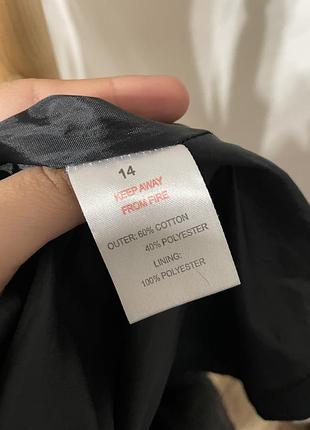 14
KEEP AWAY
FROM FIRE
OUTER: 60% COTTON
40% POLYESTER
LINING:
100% POLYESTER